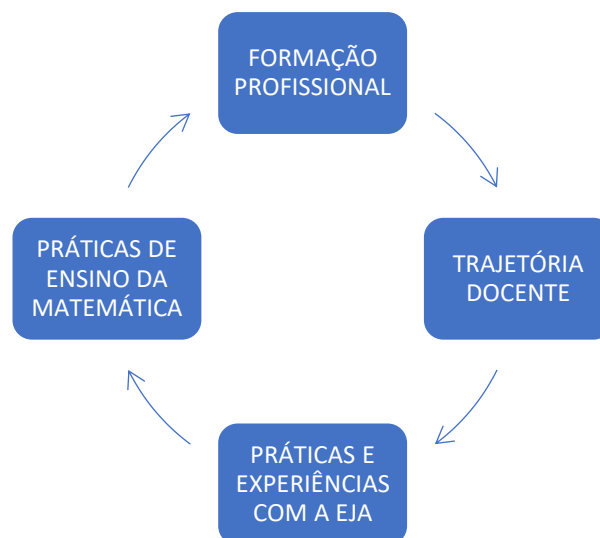 FORMAÇÃO
PROFISSIONAL
TRAJETÓRIA
DOCENTE
PRÁTICAS E
EXPERIÊNCIAS
COM A EJA
PRÁTICAS DE
ENSINO DA
MATEMÁTICA